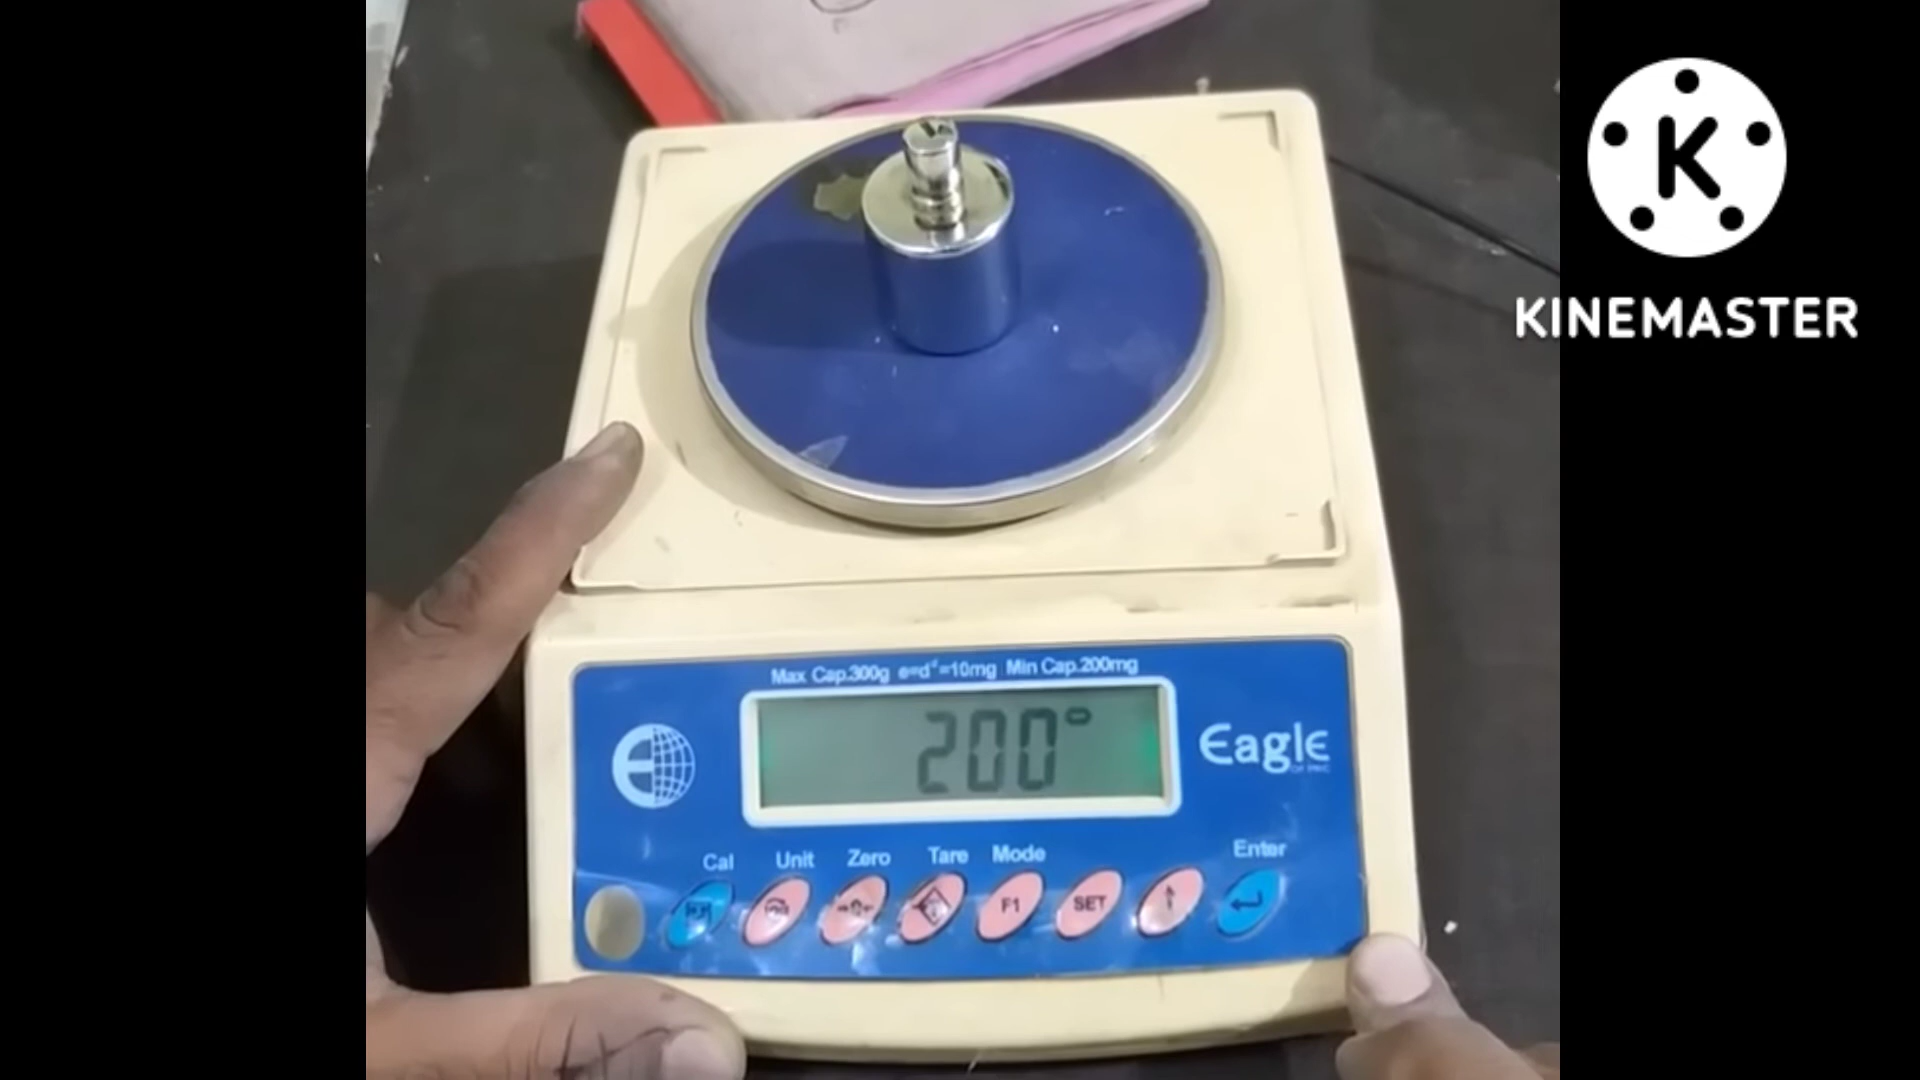 KINEMASTER
Max Cap.300g e=d=10mg Min Cap.200mg
200°
Eagle
Cal Unit Zero Tare Mode Enter
F1 SET